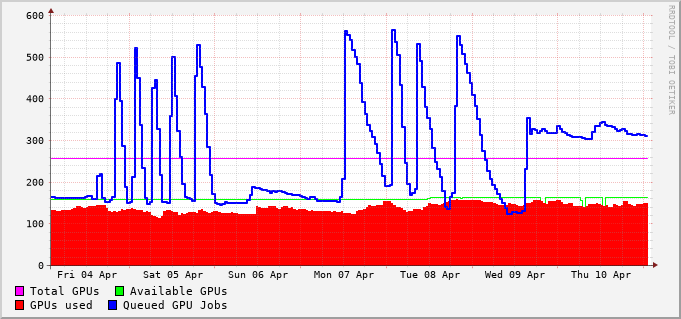 600
500
400
300
200
100
0
Fri 04 Apr Sat 05 Apr Sun 06 Apr Mon 07 Apr Tue 08 Apr Wed 09 Apr Thu 10 Apr
Total GPUs Available GPUs
GPUs used Queued GPU Jobs
RRDTOOL / TOBI OETIKER